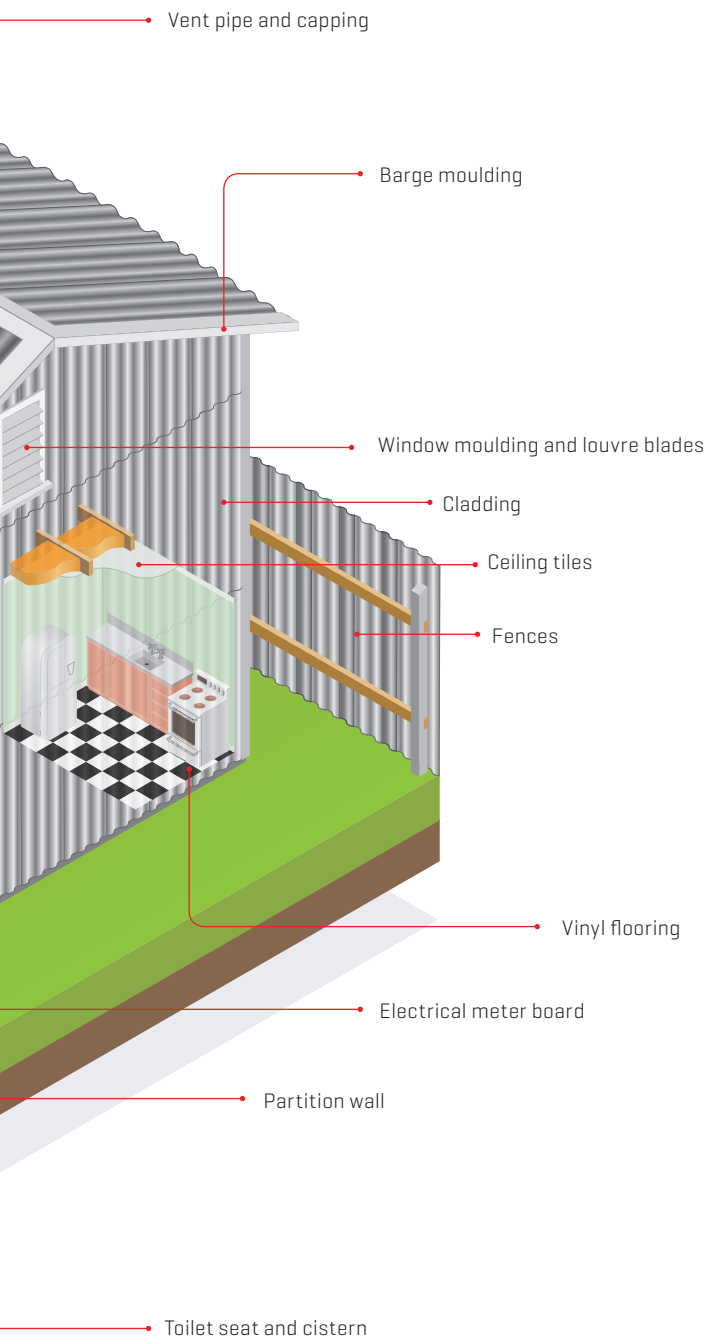 Vent pipe and capping
Barge moulding
Window moulding and louvre blades
Cladding
Ceiling tiles
Fences
Vinyl flooring
Electrical meter board
Partition wall
Toilet seat and cistern